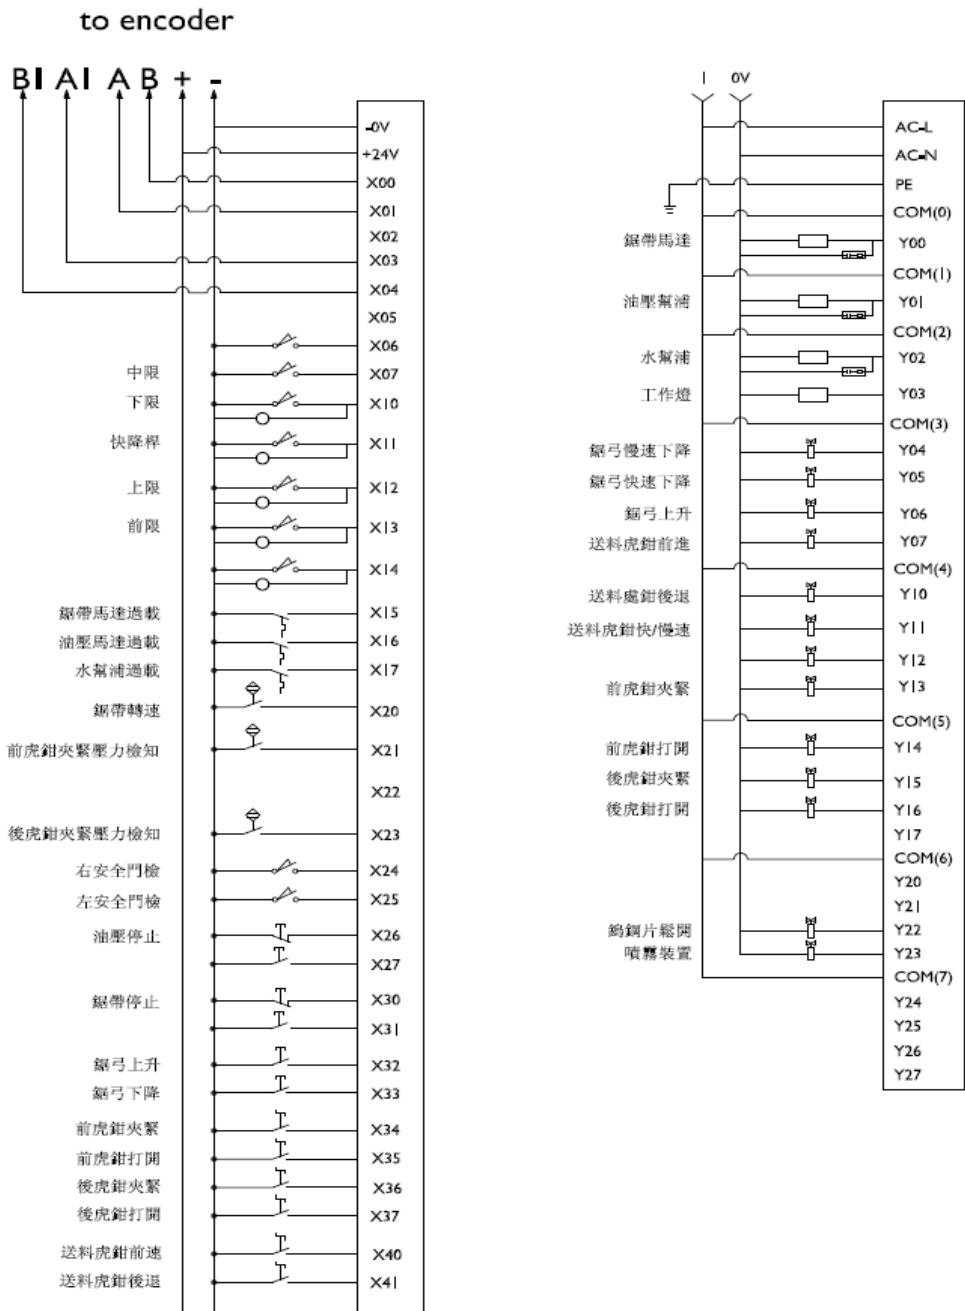 to encoder
B1 A1 A B + -
-0V
+24V
X00
X01
X02
X03
X04
X05
X06
中限 X07
下限 X10
快降桿 X11
上限 X12
前限 X13
X14
鋸帶馬達過載 X15
油壓馬達過載 X16
水幫浦過載 X17
鋸帶轉速 X20
前虎鉗夾緊壓力檢知 X21
X22
後虎鉗夾緊壓力檢知 X23
右安全門檢 X24
左安全門檢 X25
油壓停止 X26
X27
鋸帶停止 X30
X31
鋸弓上升 X32
鋸弓下降 X33
前虎鉗夾緊 X34
前虎鉗打開 X35
後虎鉗夾緊 X36
後虎鉗打開 X37
送料虎鉗前速 X40
送料虎鉗後退 X41
1 0V
AC-L
AC-N
PE
COM(0)
鋸帶馬達 Y00
COM(1)
油壓幫浦 Y01
COM(2)
水幫浦 Y02
工作燈 Y03
COM(3)
鋸弓慢速下降 Y04
鋸弓快速下降 Y05
鋸弓上升 Y06
送料虎鉗前進 Y07
COM(4)
送料處鉗後退 Y10
送料虎鉗快/慢速 Y11
Y12
前虎鉗夾緊 Y13
COM(5)
前虎鉗打開 Y14
後虎鉗夾緊 Y15
後虎鉗打開 Y16
Y17
COM(6)
Y20
Y21
鎢鋼片鬆開 Y22
噴霧裝置 Y23
COM(7)
Y24
Y25
Y26
Y27